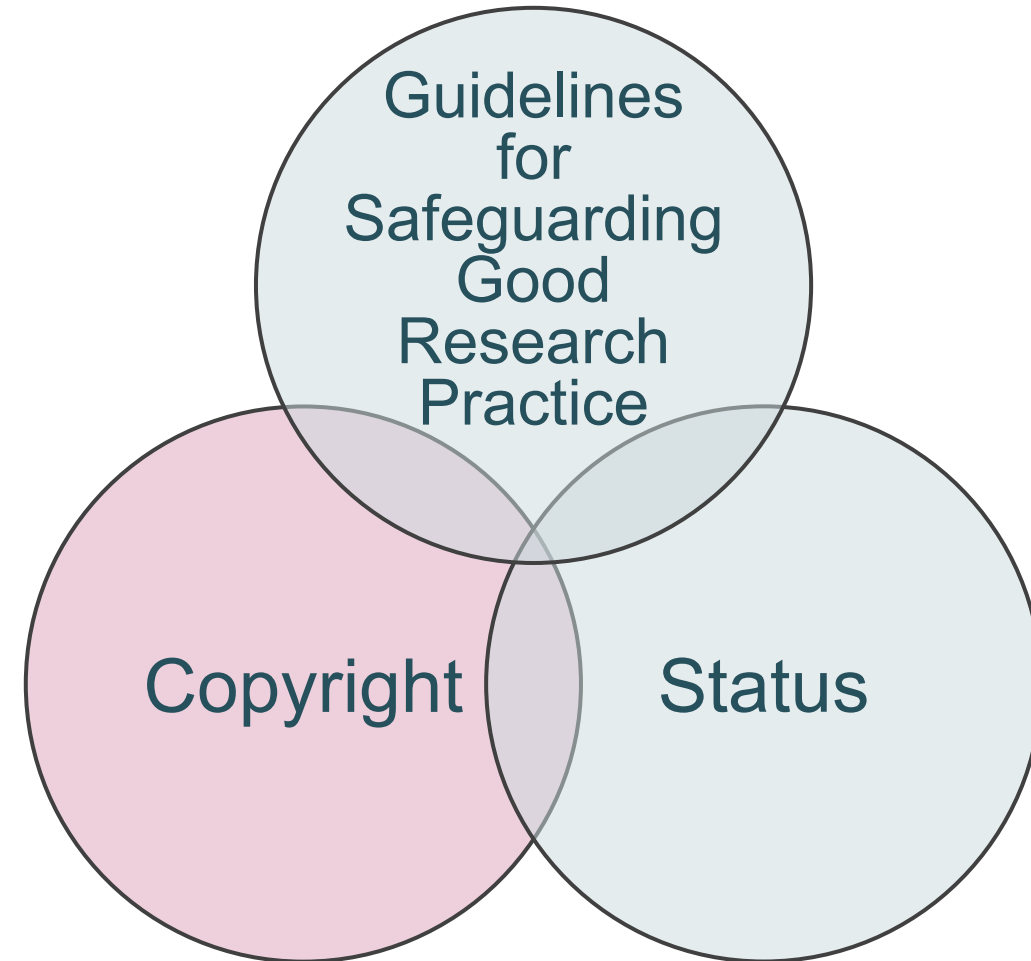 Guidelines
for
Safeguarding
Good
Research
Practice
Copyright
Status